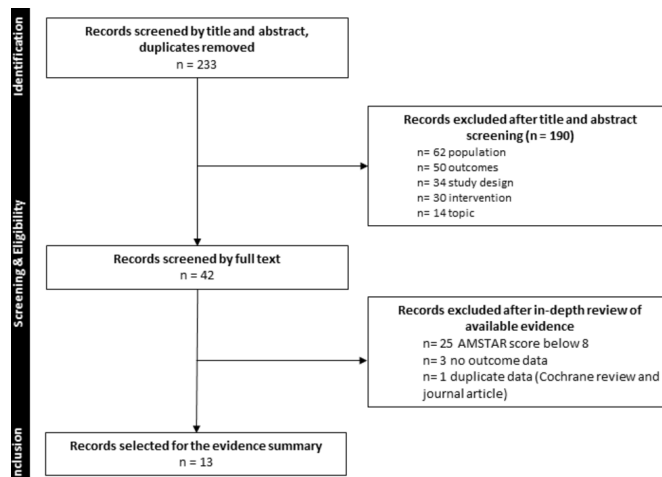 Identification
Records screened by title and abstract,
duplicates removed
n = 233
Records excluded after title and abstract
screening (n = 190)
n= 62 population
n= 50 outcomes
n= 34 study design
n= 30 intervention
n= 14 topic
Screening & Eligibility
Records screened by full text
n = 42
Records excluded after in-depth review of
available evidence
n= 25 AMSTAR score below 8
n= 3 no outcome data
n= 1 duplicate data (Cochrane review and
journal article)
nclusion
Records selected for the evidence summary
n = 13